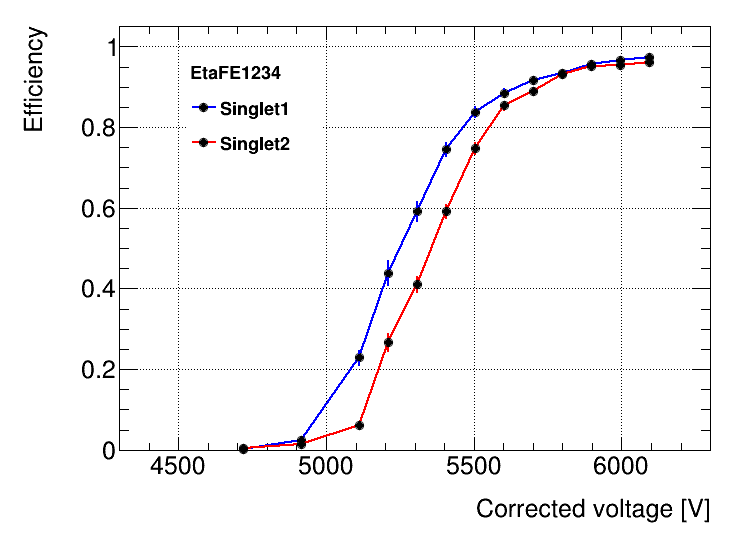 Efficiency
1
0.8
0.6
0.4
0.2
0
EtaFE1234
Singlet1
Singlet2
4500 5000 5500 6000
Corrected voltage [V]